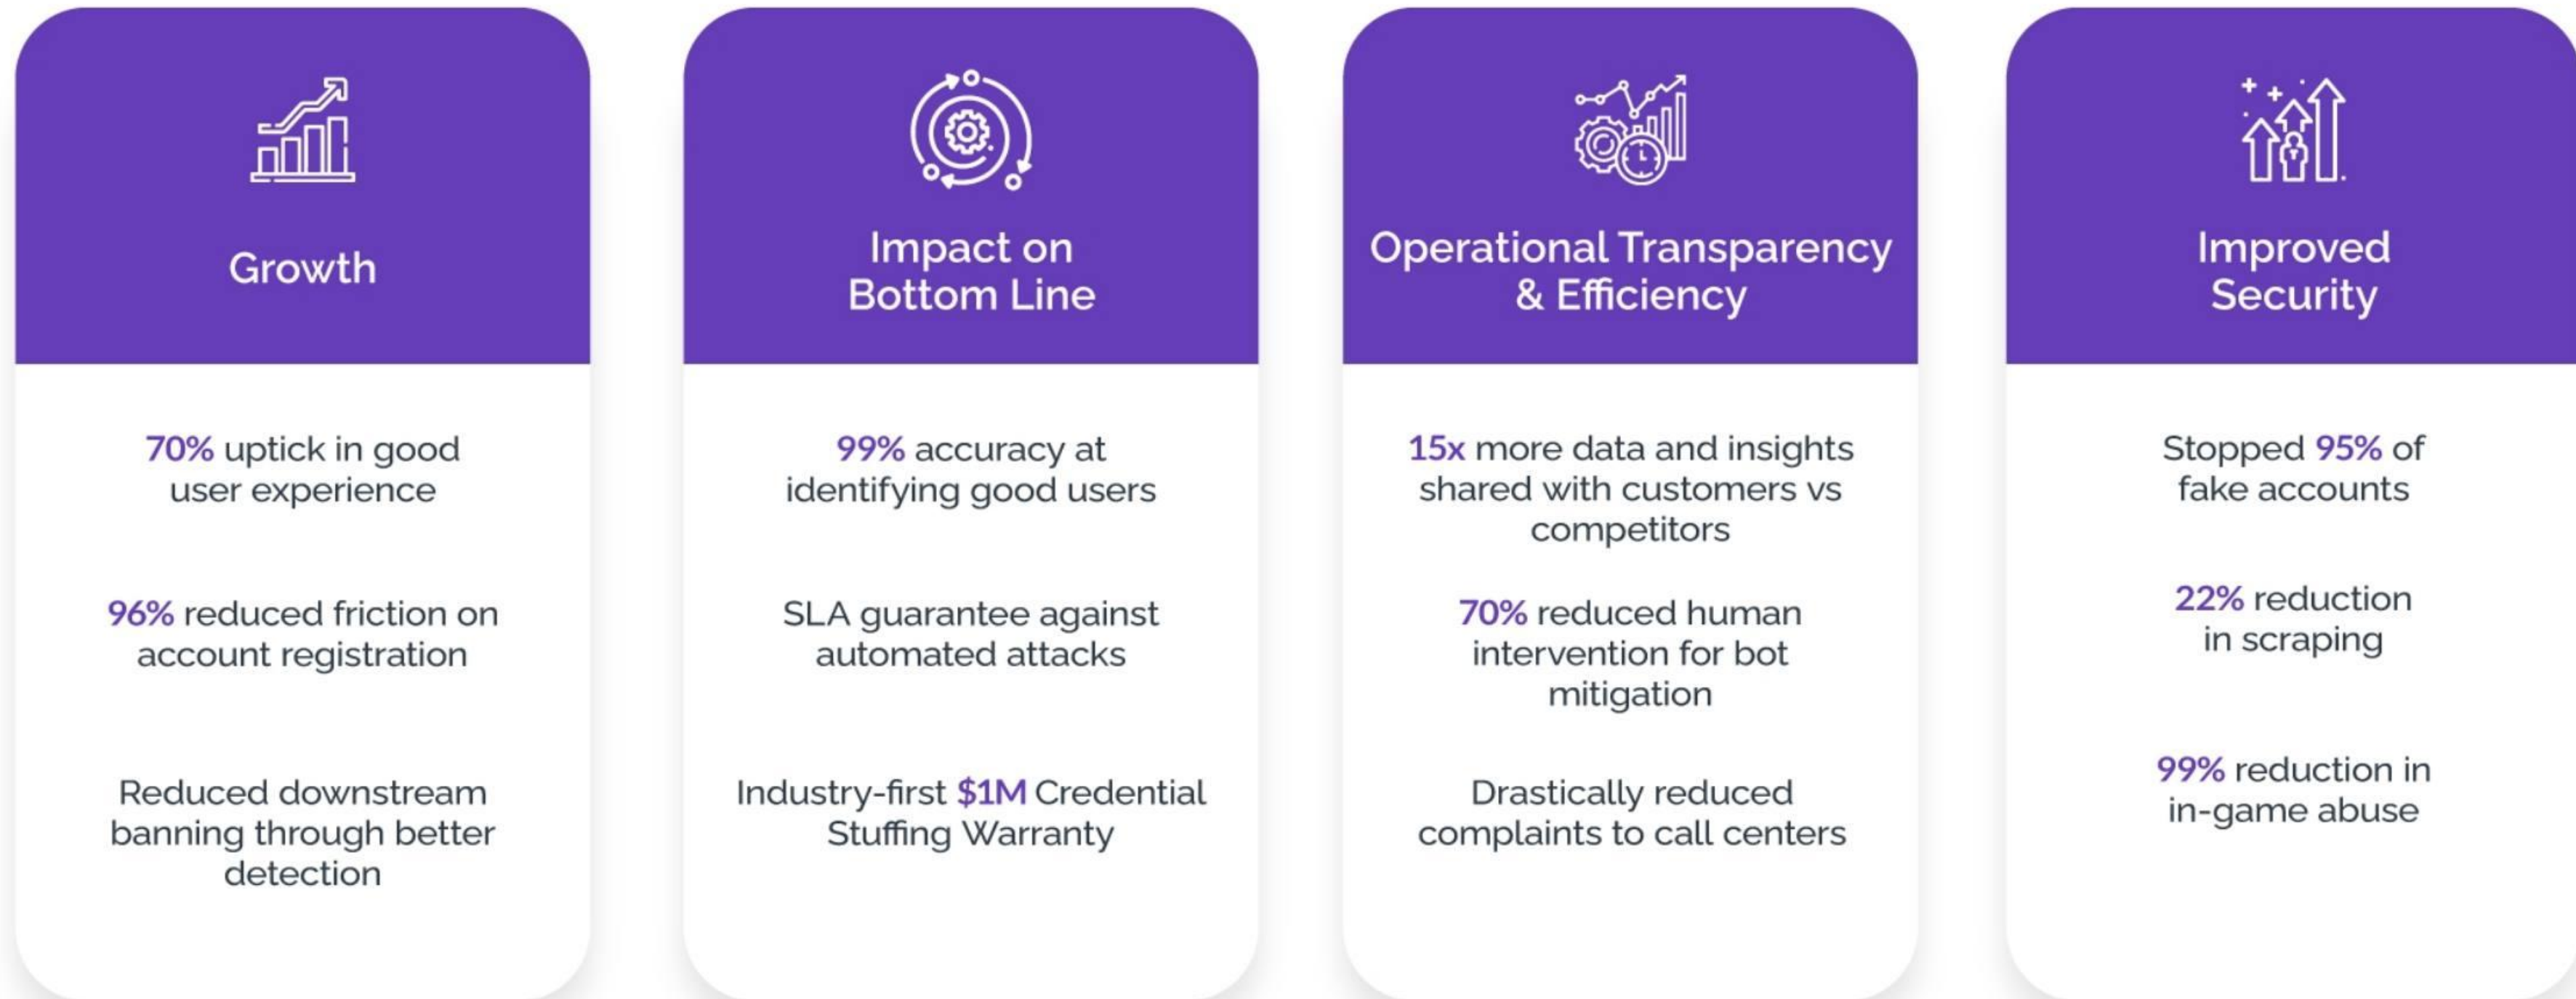 Growth
70% uptick in good
user experience
96% reduced friction on
account registration
Reduced downstream
banning through better
detection
Impact on
Bottom Line
99% accuracy at
identifying good users
SLA guarantee against
automated attacks
Industry-first $1M Credential
Stuffing Warranty
Operational Transparency
& Efficiency
15x more data and insights
shared with customers vs
competitors
70% reduced human
intervention for bot
mitigation
Drastically reduced
complaints to call centers
Improved
Security
Stopped 95% of
fake accounts
22% reduction
in scraping
99% reduction in
in-game abuse